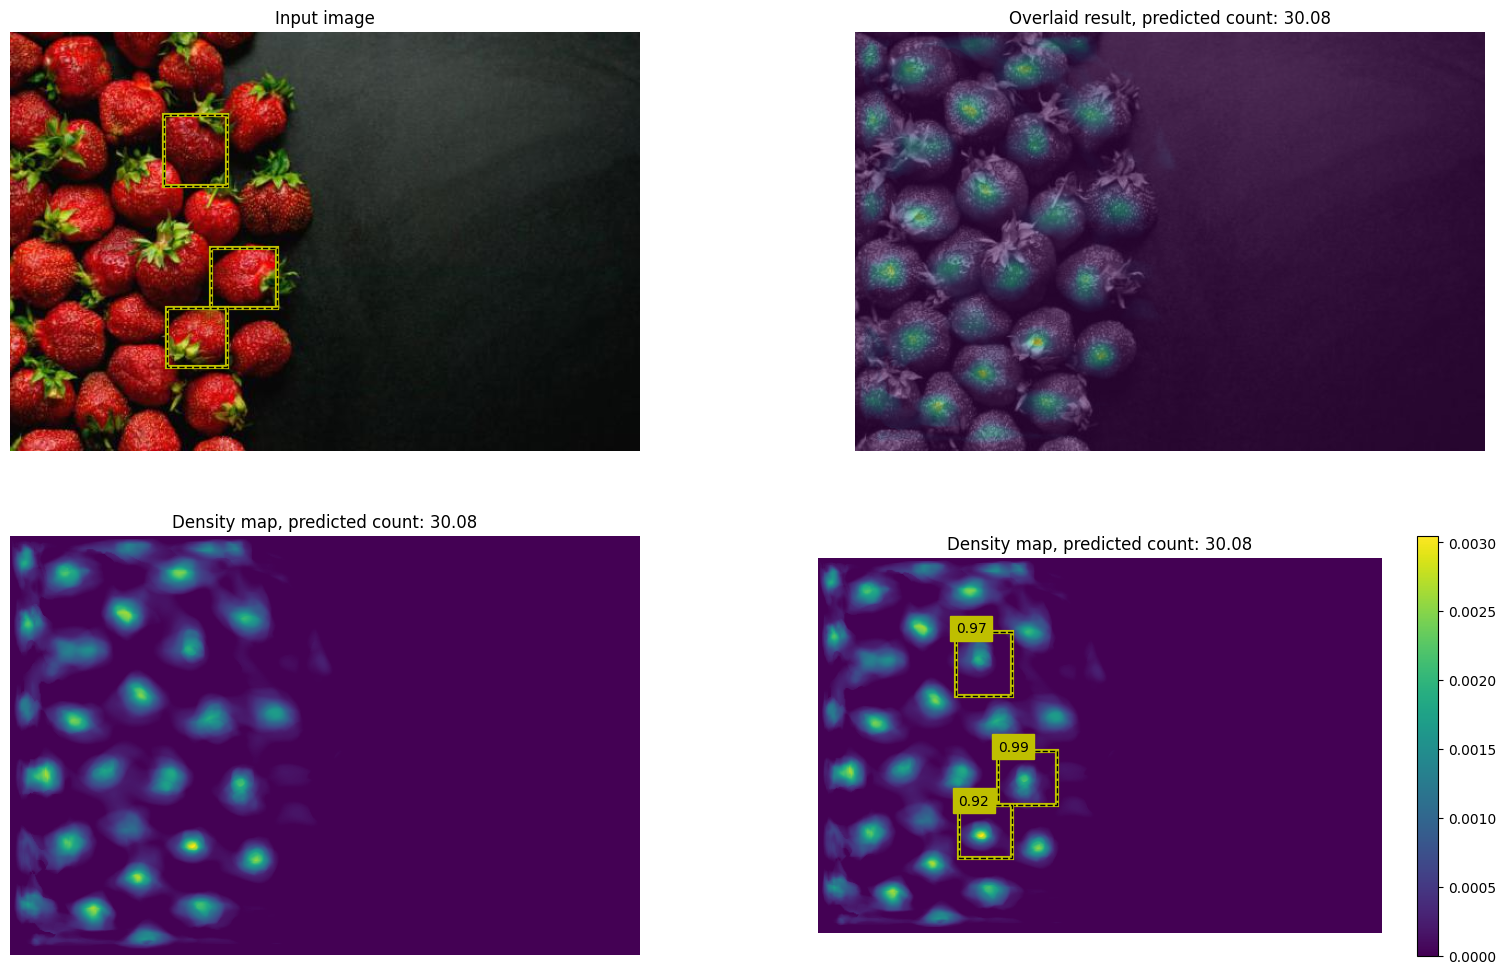 Input image
Overlaid result, predicted count: 30.08
Density map, predicted count: 30.08
Density map, predicted count: 30.08
0.97
0.99
0.92
0.0030
0.0025
0.0020
0.0015
0.0010
0.0005
0.0000